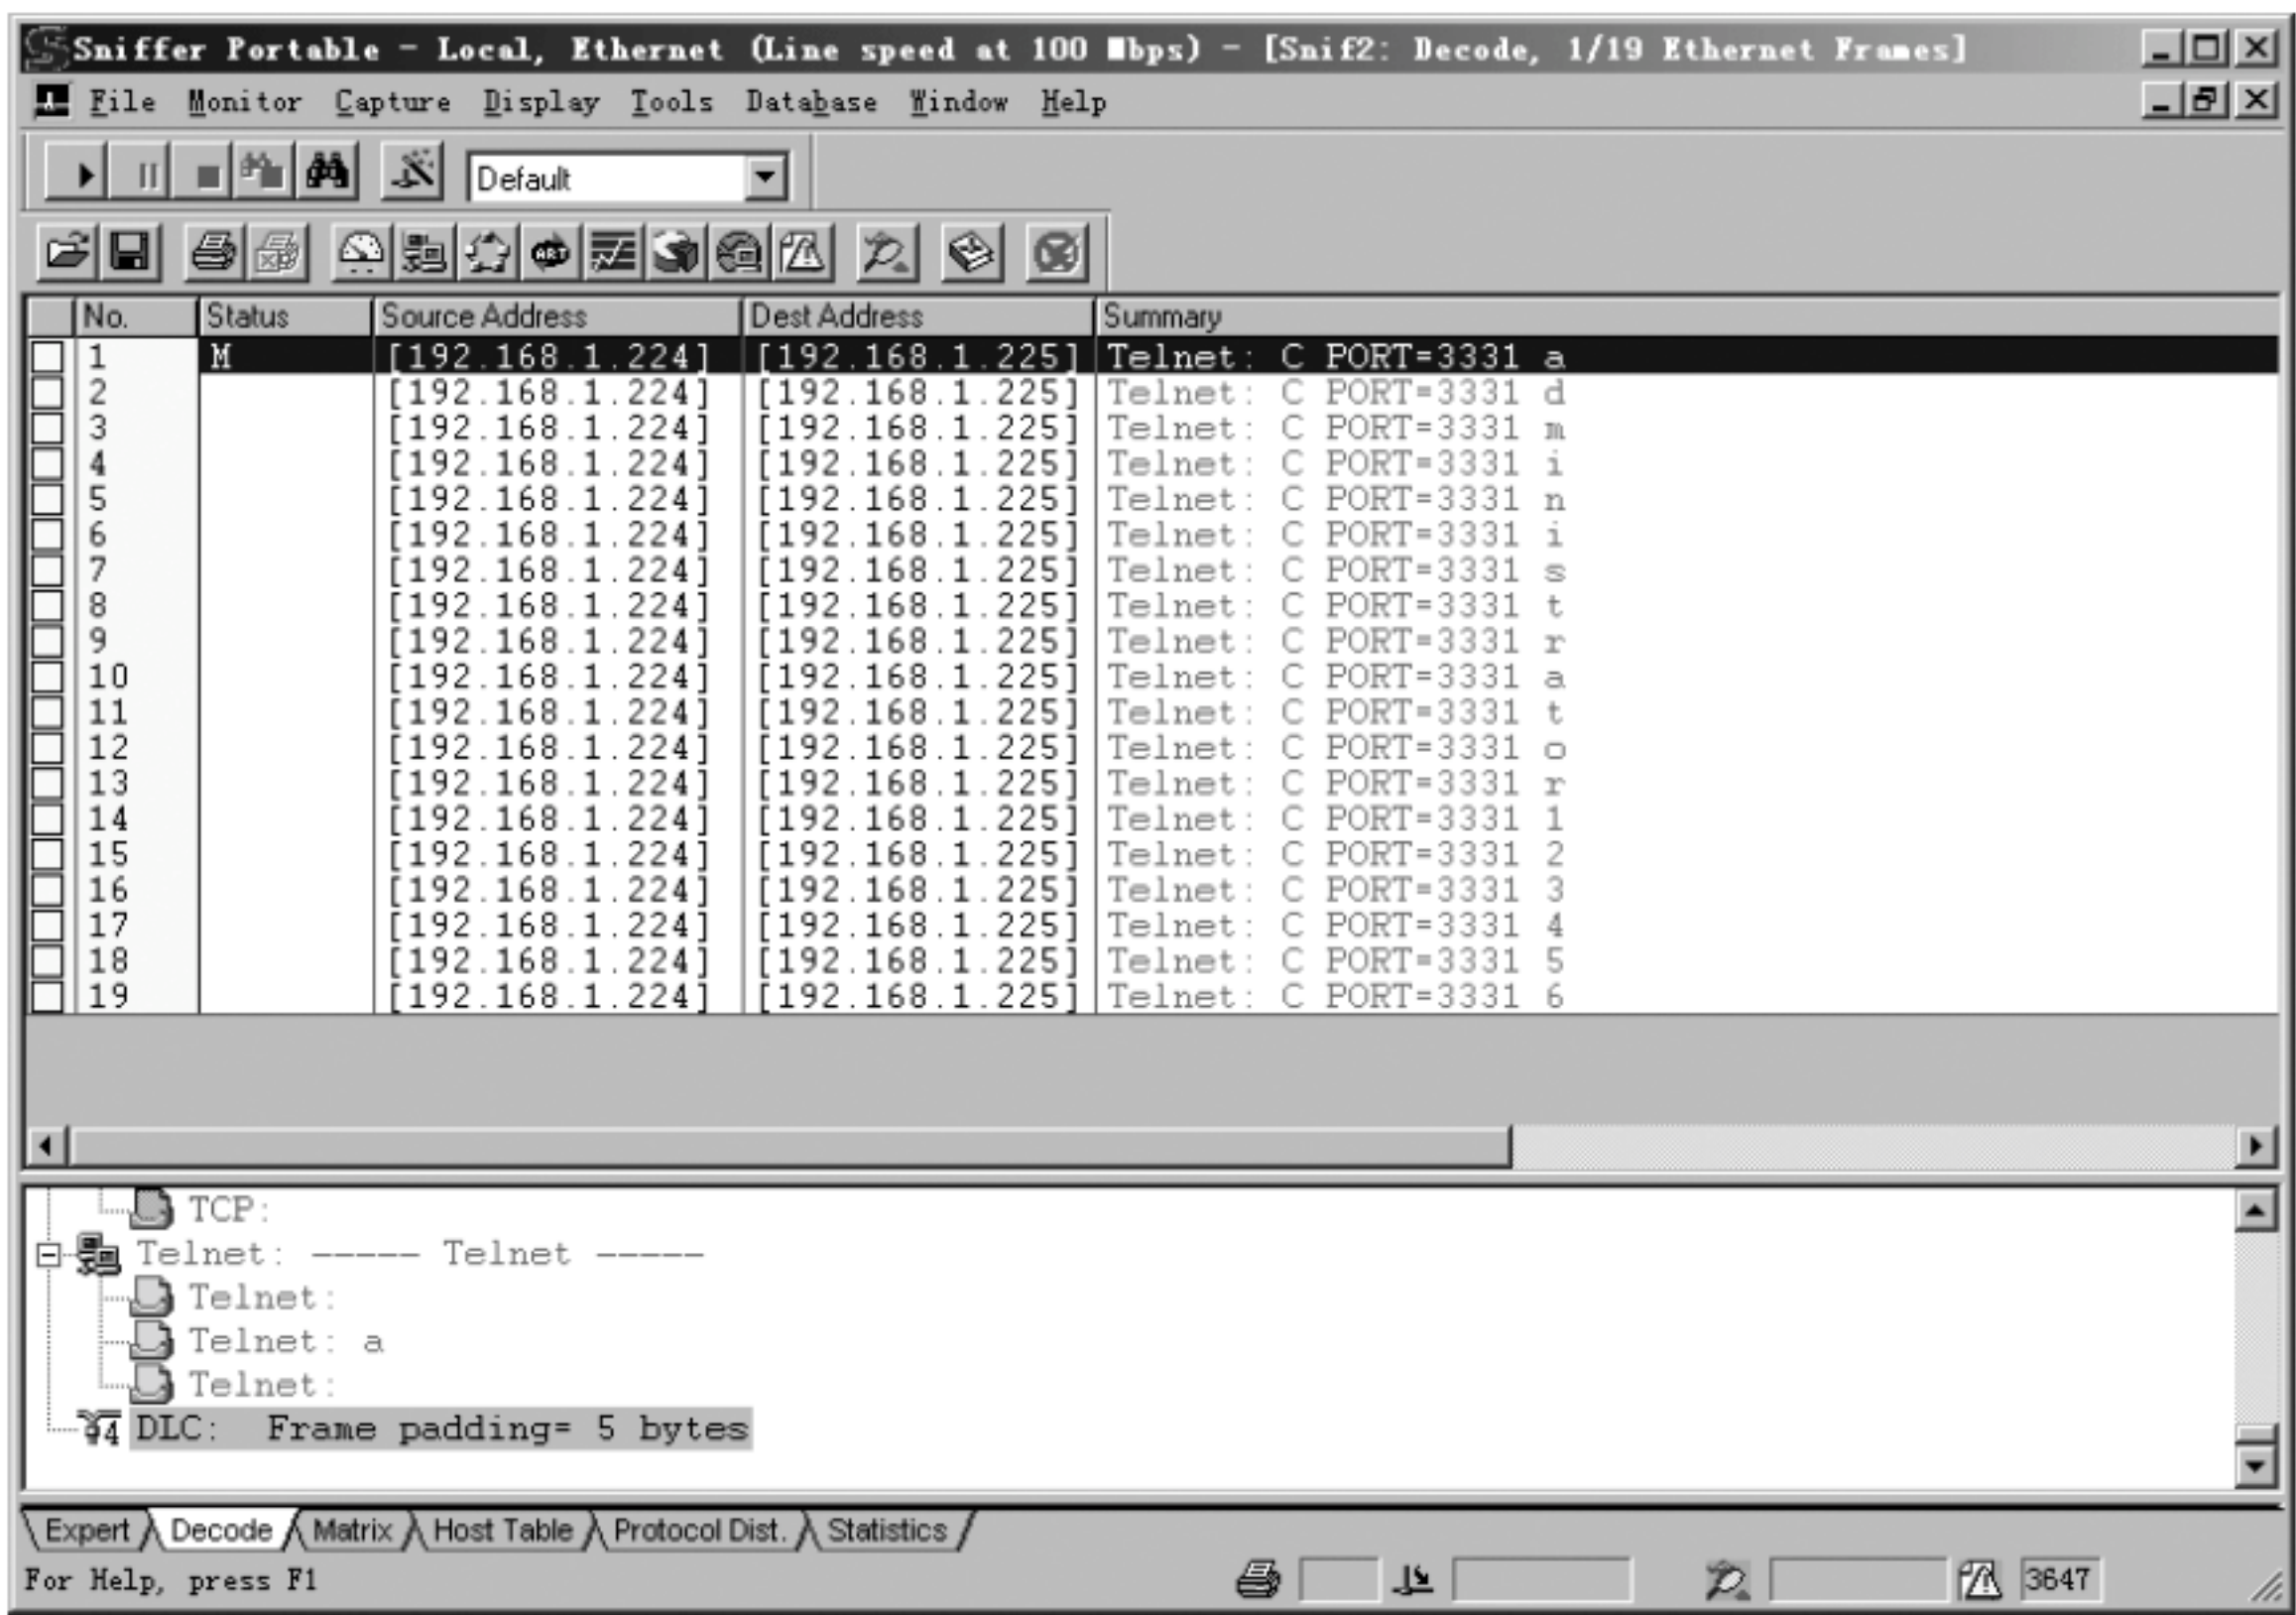 Sniffer Portable - Local, Ethernet (Line speed at 100 Mbps) - [Snif2: Decode, 1/19 Ethernet Frames]
File Monitor Capture Display Tools Database Window Help
Default
No. Status Source Address Dest Address Summary
1 M [192.168.1.224] [192.168.1.225] Telnet: C PORT=3331 a
2 [192.168.1.224] [192.168.1.225] Telnet: C PORT=3331 d
3 [192.168.1.224] [192.168.1.225] Telnet: C PORT=3331 m
4 [192.168.1.224] [192.168.1.225] Telnet: C PORT=3331 i
5 [192.168.1.224] [192.168.1.225] Telnet: C PORT=3331 n
6 [192.168.1.224] [192.168.1.225] Telnet: C PORT=3331 i
7 [192.168.1.224] [192.168.1.225] Telnet: C PORT=3331 s
8 [192.168.1.224] [192.168.1.225] Telnet: C PORT=3331 t
9 [192.168.1.224] [192.168.1.225] Telnet: C PORT=3331 r
10 [192.168.1.224] [192.168.1.225] Telnet: C PORT=3331 a
11 [192.168.1.224] [192.168.1.225] Telnet: C PORT=3331 t
12 [192.168.1.224] [192.168.1.225] Telnet: C PORT=3331 o
13 [192.168.1.224] [192.168.1.225] Telnet: C PORT=3331 r
14 [192.168.1.224] [192.168.1.225] Telnet: C PORT=3331 1
15 [192.168.1.224] [192.168.1.225] Telnet: C PORT=3331 2
16 [192.168.1.224] [192.168.1.225] Telnet: C PORT=3331 3
17 [192.168.1.224] [192.168.1.225] Telnet: C PORT=3331 4
18 [192.168.1.224] [192.168.1.225] Telnet: C PORT=3331 5
19 [192.168.1.224] [192.168.1.225] Telnet: C PORT=3331 6
TCP:
Telnet: ----- Telnet -----
Telnet:
Telnet: a
Telnet:
DLC: Frame padding= 5 bytes
Expert Decode Matrix Host Table Protocol Dist. Statistics
For Help, press F1 3647